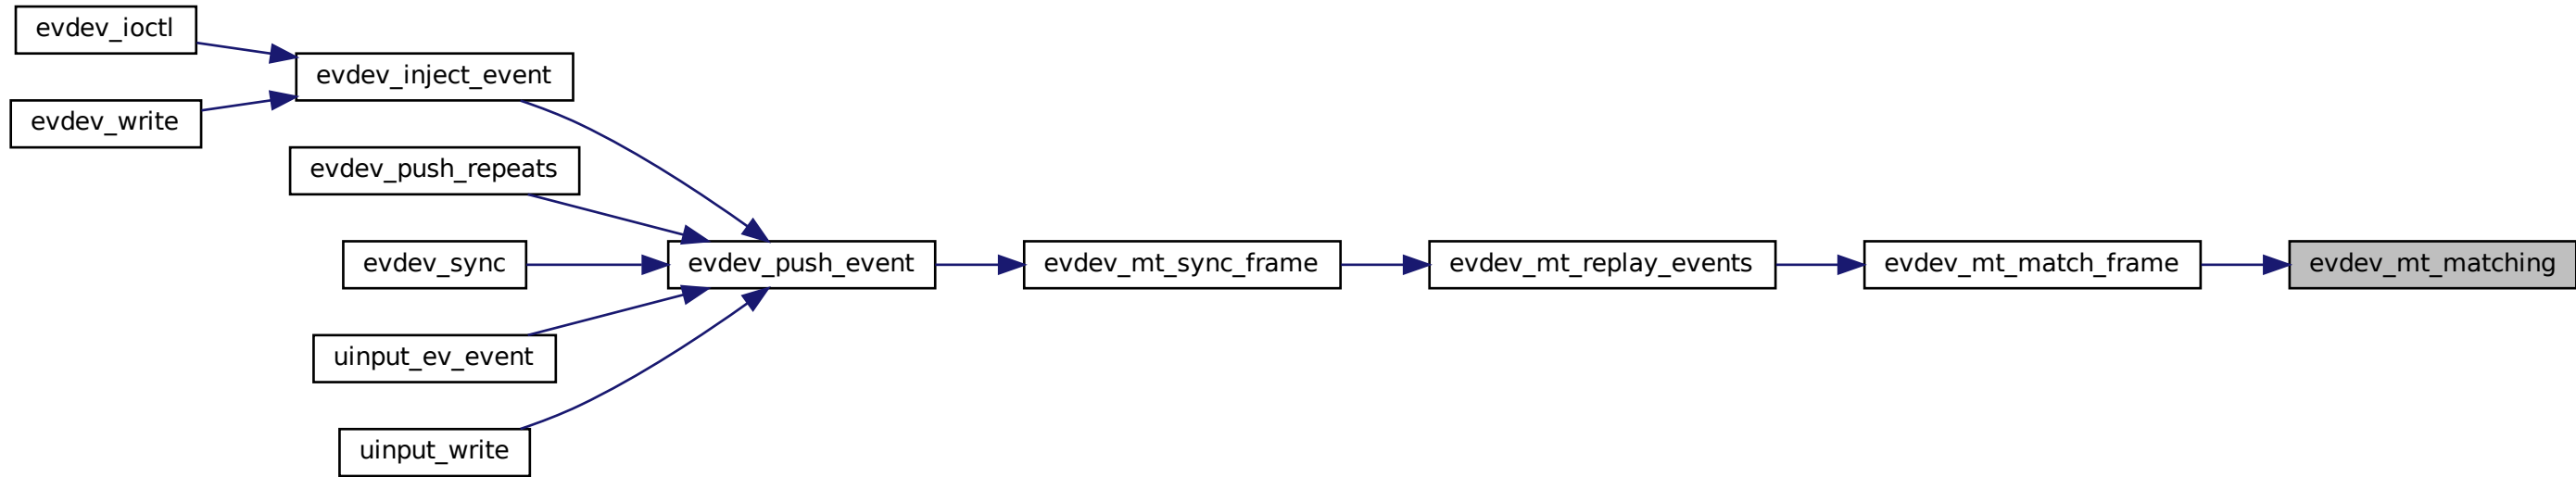 evdev_ioctl
evdev_inject_event
evdev_write
evdev_push_repeats
evdev_sync
evdev_push_event
evdev_mt_sync_frame
evdev_mt_replay_events
evdev_mt_match_frame
evdev_mt_matching
uinput_ev_event
uinput_write